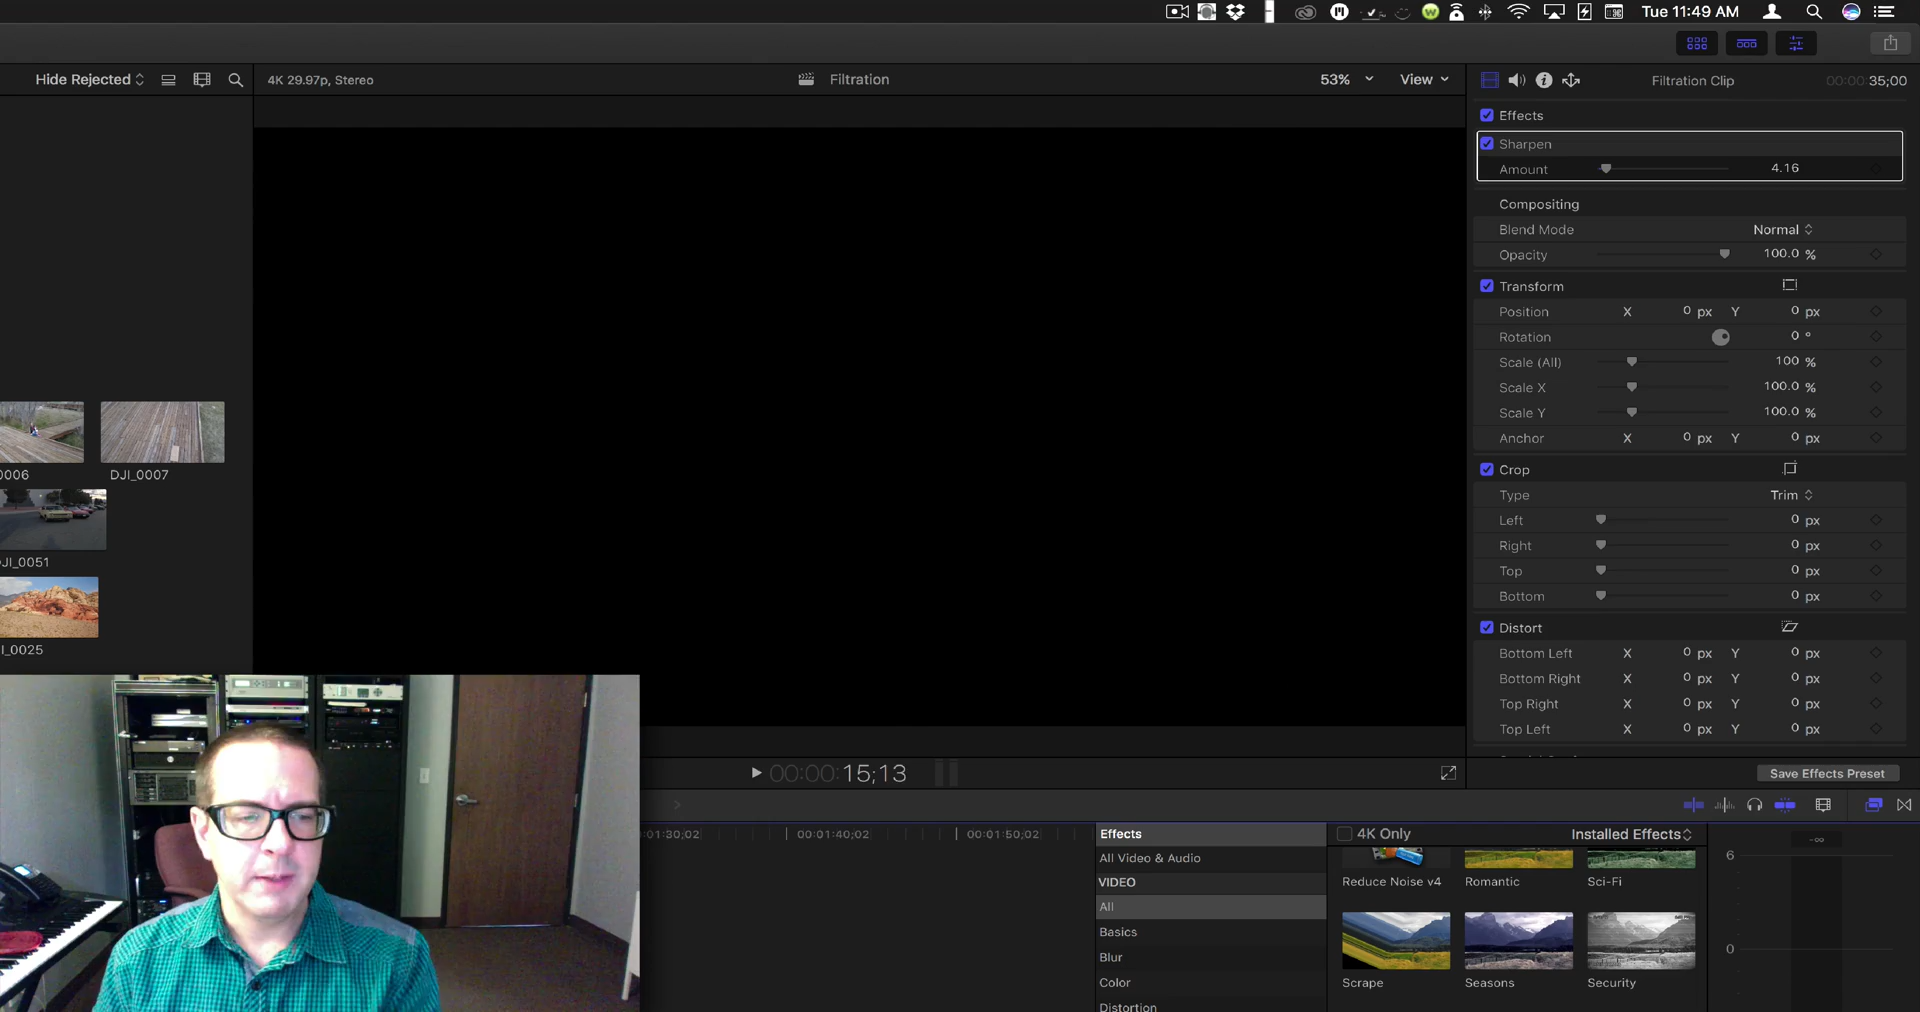 Tue 11:49 AM
Hide Rejected
4K 29.97p, Stereo
Filtration
53%
View
Filtration Clip
00:00:35;00
Effects
Sharpen
Amount 4.16
Compositing
Blend Mode Normal
Opacity 100.0 %
Transform
Position X 0 px Y 0 px
Rotation 0 °
Scale (All) 100 %
Scale X 100.0 %
Scale Y 100.0 %
Anchor X 0 px Y 0 px
Crop
Type Trim
Left 0 px
Right 0 px
Top 0 px
Bottom 0 px
Distort
Bottom Left X 0 px Y 0 px
Bottom Right X 0 px Y 0 px
Top Right X 0 px Y 0 px
Top Left X 0 px Y 0 px
Save Effects Preset
0006
DJI_0007
JI_0051
I_0025
00:00:15;13
:01:30;02
00:01:40;02
00:01:50;02
Effects
All Video & Audio
VIDEO
All
Basics
Blur
Color
Distortion
4K Only
Installed Effects
Reduce Noise v4
Romantic
Sci-Fi
Scrape
Seasons
Security
-∞
6
0